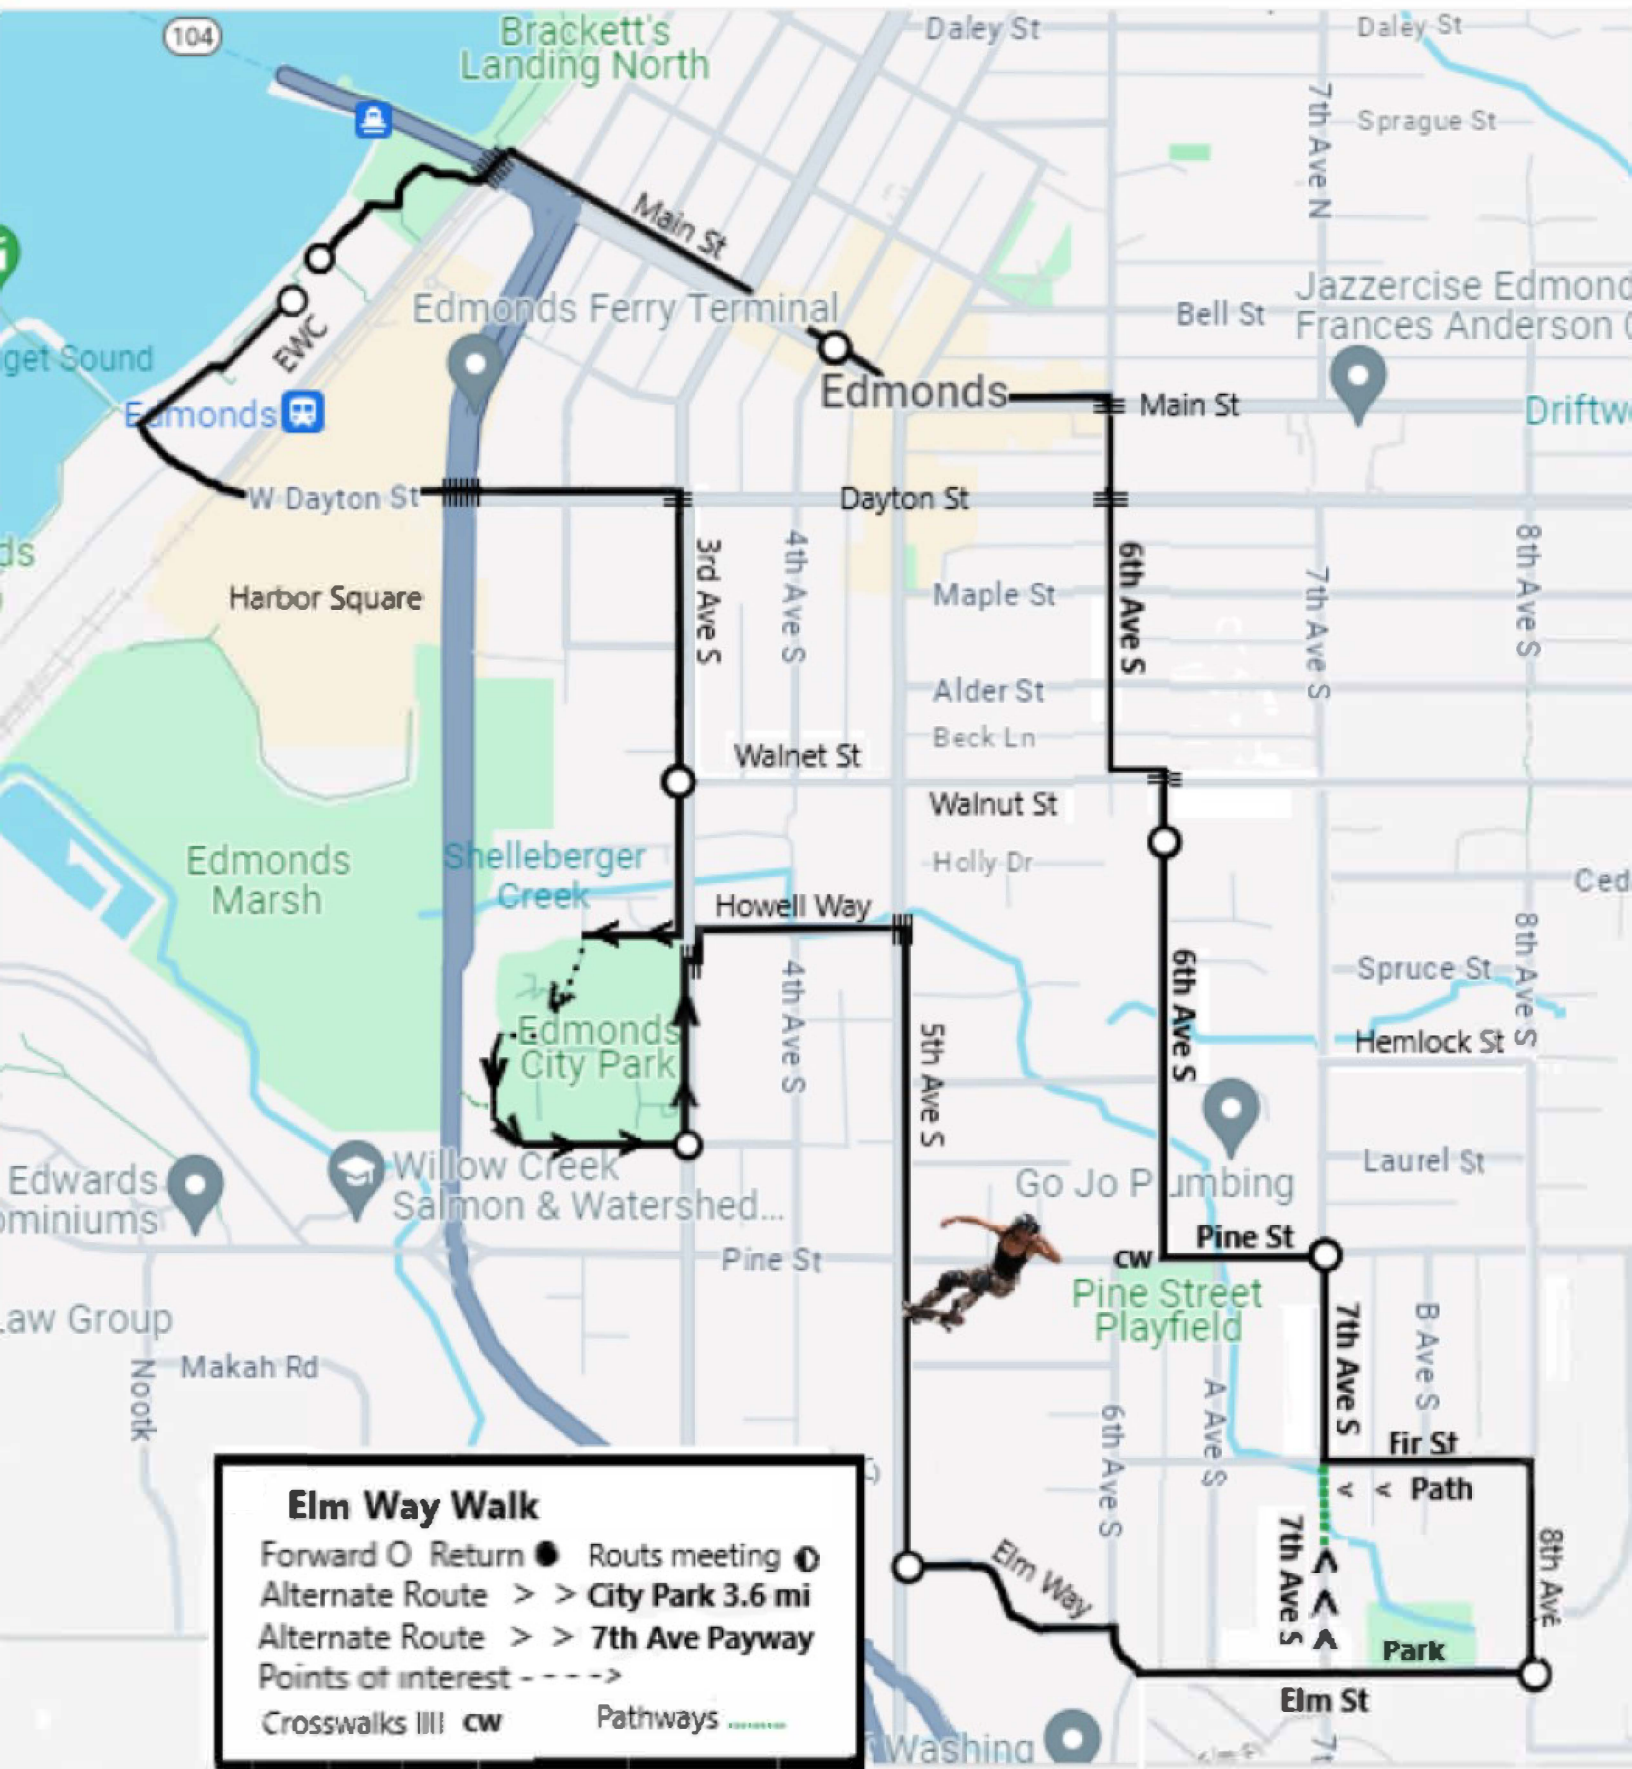 104
Brackett's
Landing North
Daley St
Daley St
7th Ave N
Sprague St
Main St
Edmonds Ferry Terminal
Bell St
Jazzercise Edmond
Frances Anderson C
EWC
get Sound
Edmonds
Edmonds
Main St
Driftw
W Dayton St
Dayton St
ds
Harbor Square
3rd Ave S
4th Ave S
Maple St
6th Ave S
7th Ave S
8th Ave S
Alder St
Beck Ln
Walnet St
Walnut St
Edmonds
Marsh
Shelleberger
Creek
Holly Dr
Ced
Howell Way
4th Ave S
5th Ave S
6th Ave S
Spruce St
8th Ave S
Hemlock St
Edmonds
City Park
Laurel St
Edwards
ominiums
Willow Creek
Salmon & Watershed...
Go Jo P umbing
Pine St
Pine St
CW
Pine Street
Playfield
aw Group
Nootk
Makah Rd
6th Ave S
A Ave S
7th Ave S
B Ave S
Fir St
< < Path
7th Ave S
8th Ave
Elm Way
Park
Elm St
7t
Washing
Elm Way Walk
Forward O Return ● Routs meeting ◐
Alternate Route > > City Park 3.6 mi
Alternate Route > > 7th Ave Payway
Points of interest - - - ->
Crosswalks |||| CW Pathways ........